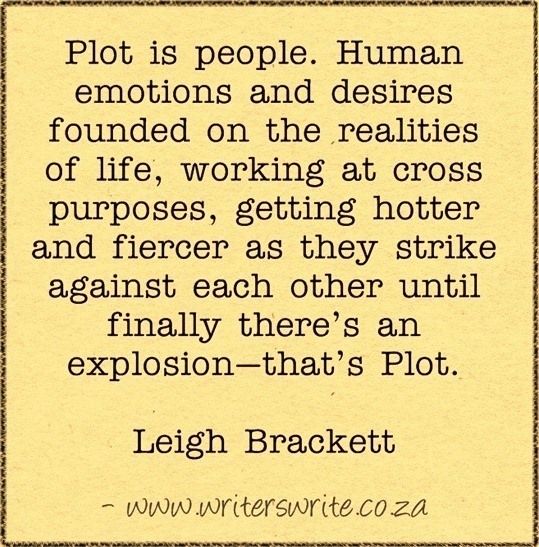 Plot is people. Human
emotions and desires
founded on the realities
of life, working at cross
purposes, getting hotter
and fiercer as they strike
against each other until
finally there's an
explosion—that's Plot.
Leigh Brackett
- www.writerswrite.co.za